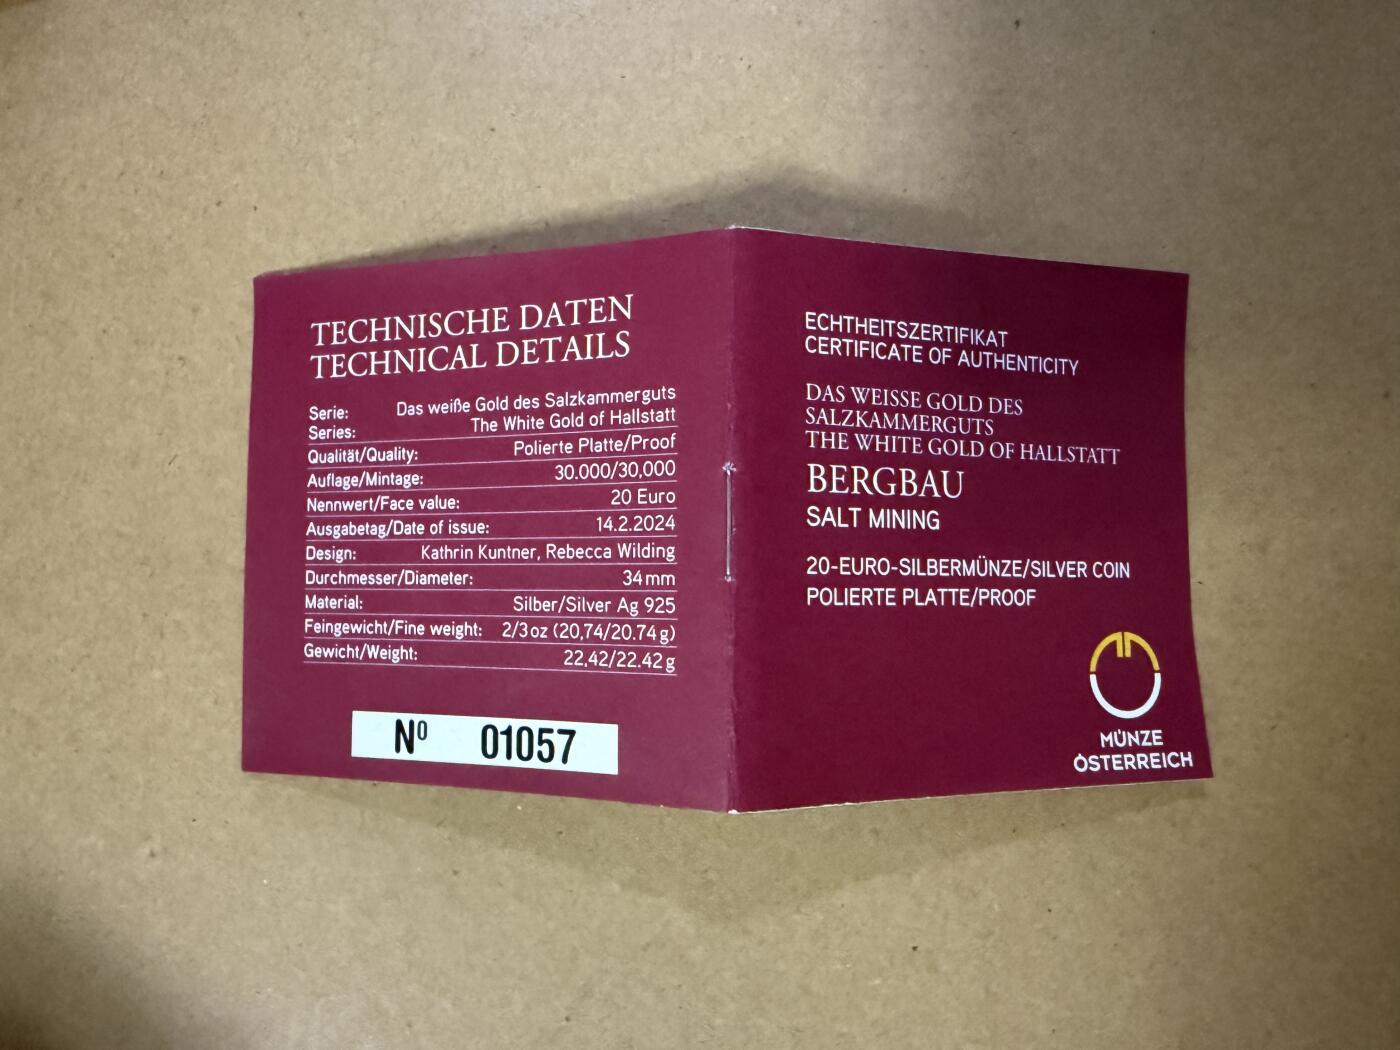 TECHNISCHE DATEN
TECHNICAL DETAILS
Serie: Das weiße Gold des Salzkammerguts
Series: The White Gold of Hallstatt
Qualität/Quality: Polierte Platte/Proof
Auflage/Mintage: 30.000/30,000
Nennwert/Face value: 20 Euro
Ausgabetag/Date of issue: 14.2.2024
Design: Kathrin Kuntner, Rebecca Wilding
Durchmesser/Diameter: 34 mm
Material: Silber/Silver Ag 925
Feingewicht/Fine weight: 2/3 oz (20,74/20.74 g)
Gewicht/Weight: 22,42/22.42 g
Nº 01057
ECHTHEITSZERTIFIKAT
CERTIFICATE OF AUTHENTICITY
DAS WEISSE GOLD DES
SALZKAMMERGUTS
THE WHITE GOLD OF HALLSTATT
BERGBAU
SALT MINING
20-EURO-SILBERMÜNZE/SILVER COIN
POLIERTE PLATTE/PROOF
MÜNZE
ÖSTERREICH